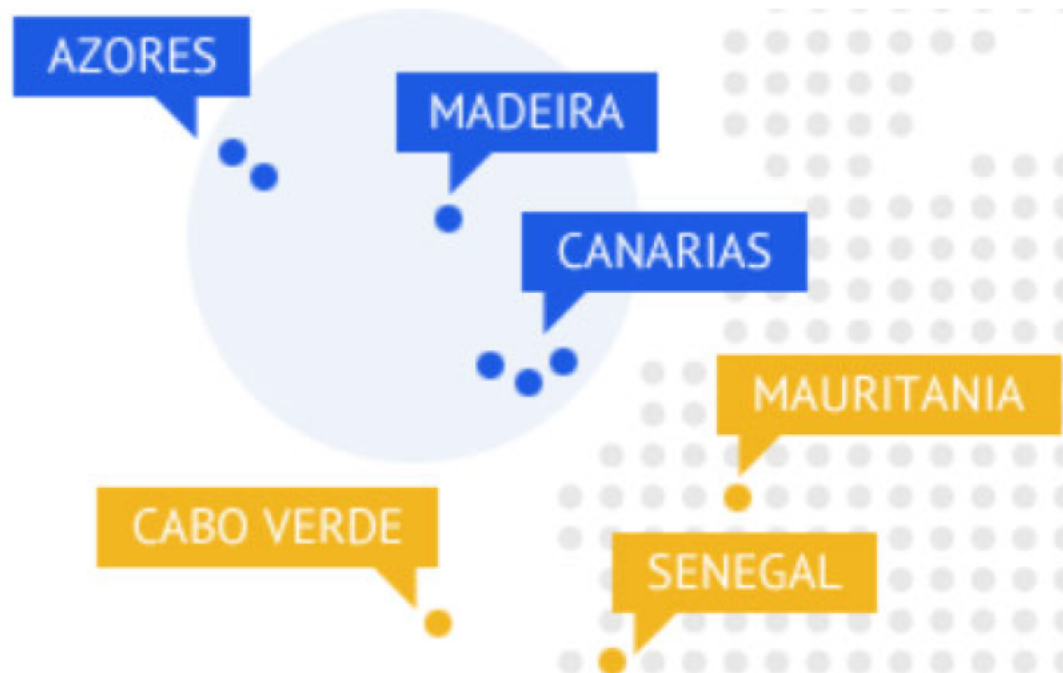 AZORES
MADEIRA
CANARIAS
MAURITANIA
CABO VERDE
SENEGAL